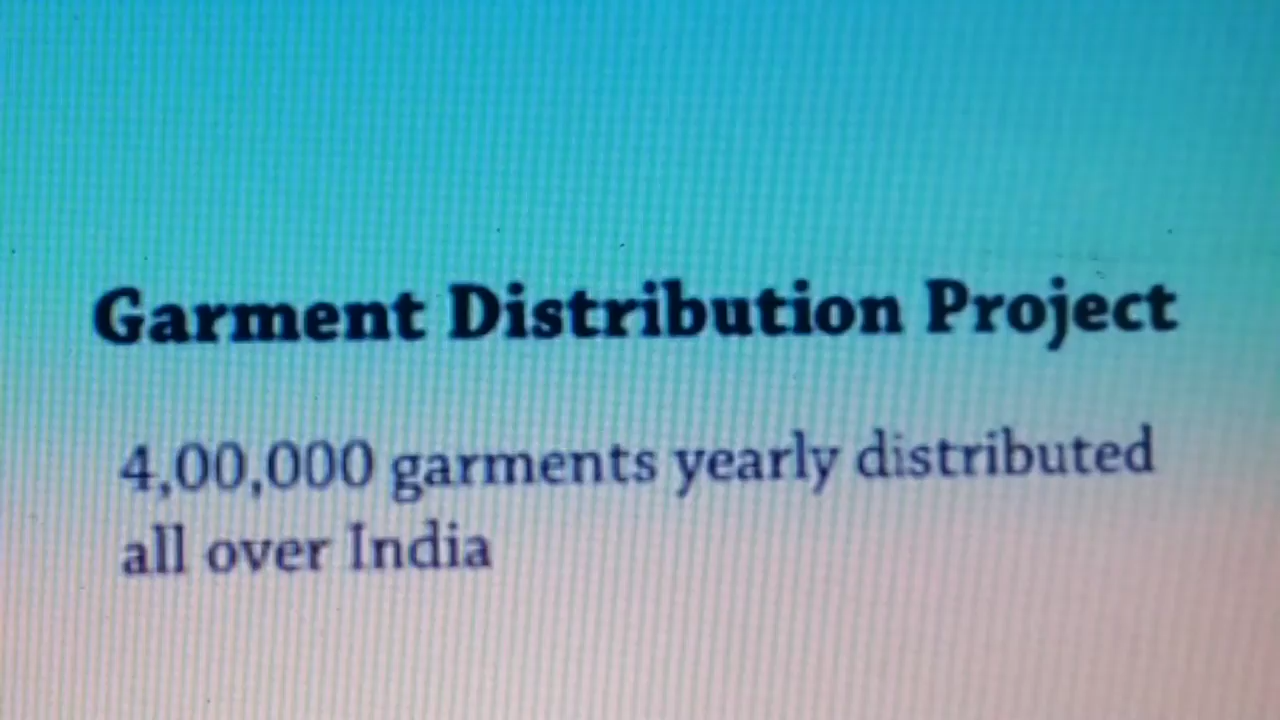 Garment Distribution Project
4,00,000 garments yearly distributed
all over India